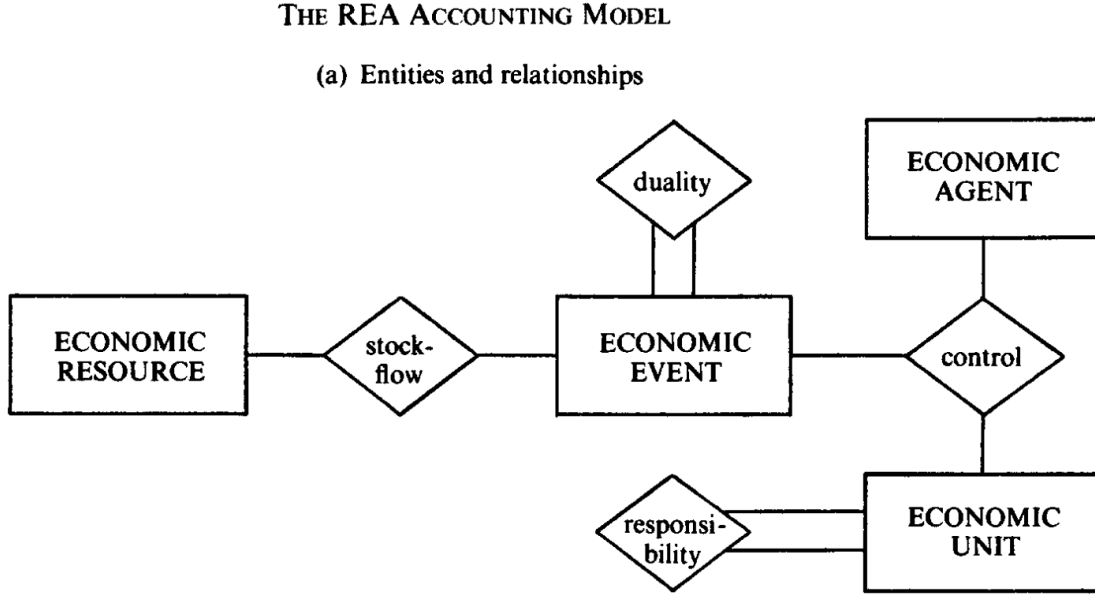 THE REA ACCOUNTING MODEL
(a) Entities and relationships
duality
ECONOMIC
AGENT
ECONOMIC
RESOURCE
stock-
flow
ECONOMIC
EVENT
control
responsi-
bility
ECONOMIC
UNIT